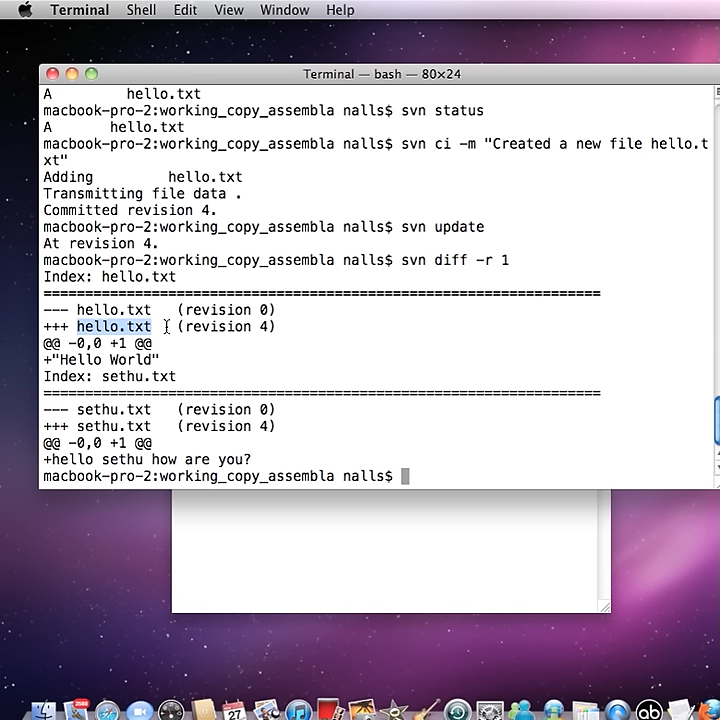 Terminal Shell Edit View Window Help
Terminal — bash — 80×24
A hello.txt
macbook-pro-2:working_copy_assembla nalls$ svn status
A hello.txt
macbook-pro-2:working_copy_assembla nalls$ svn ci -m "Created a new file hello.t
xt"
Adding hello.txt
Transmitting file data .
Committed revision 4.
macbook-pro-2:working_copy_assembla nalls$ svn update
At revision 4.
macbook-pro-2:working_copy_assembla nalls$ svn diff -r 1
Index: hello.txt
===================================================================
--- hello.txt (revision 0)
+++ hello.txt (revision 4)
@@ -0,0 +1 @@
+"Hello World"
Index: sethu.txt
===================================================================
--- sethu.txt (revision 0)
+++ sethu.txt (revision 4)
@@ -0,0 +1 @@
+hello sethu how are you?
macbook-pro-2:working_copy_assembla nalls$
27
ab